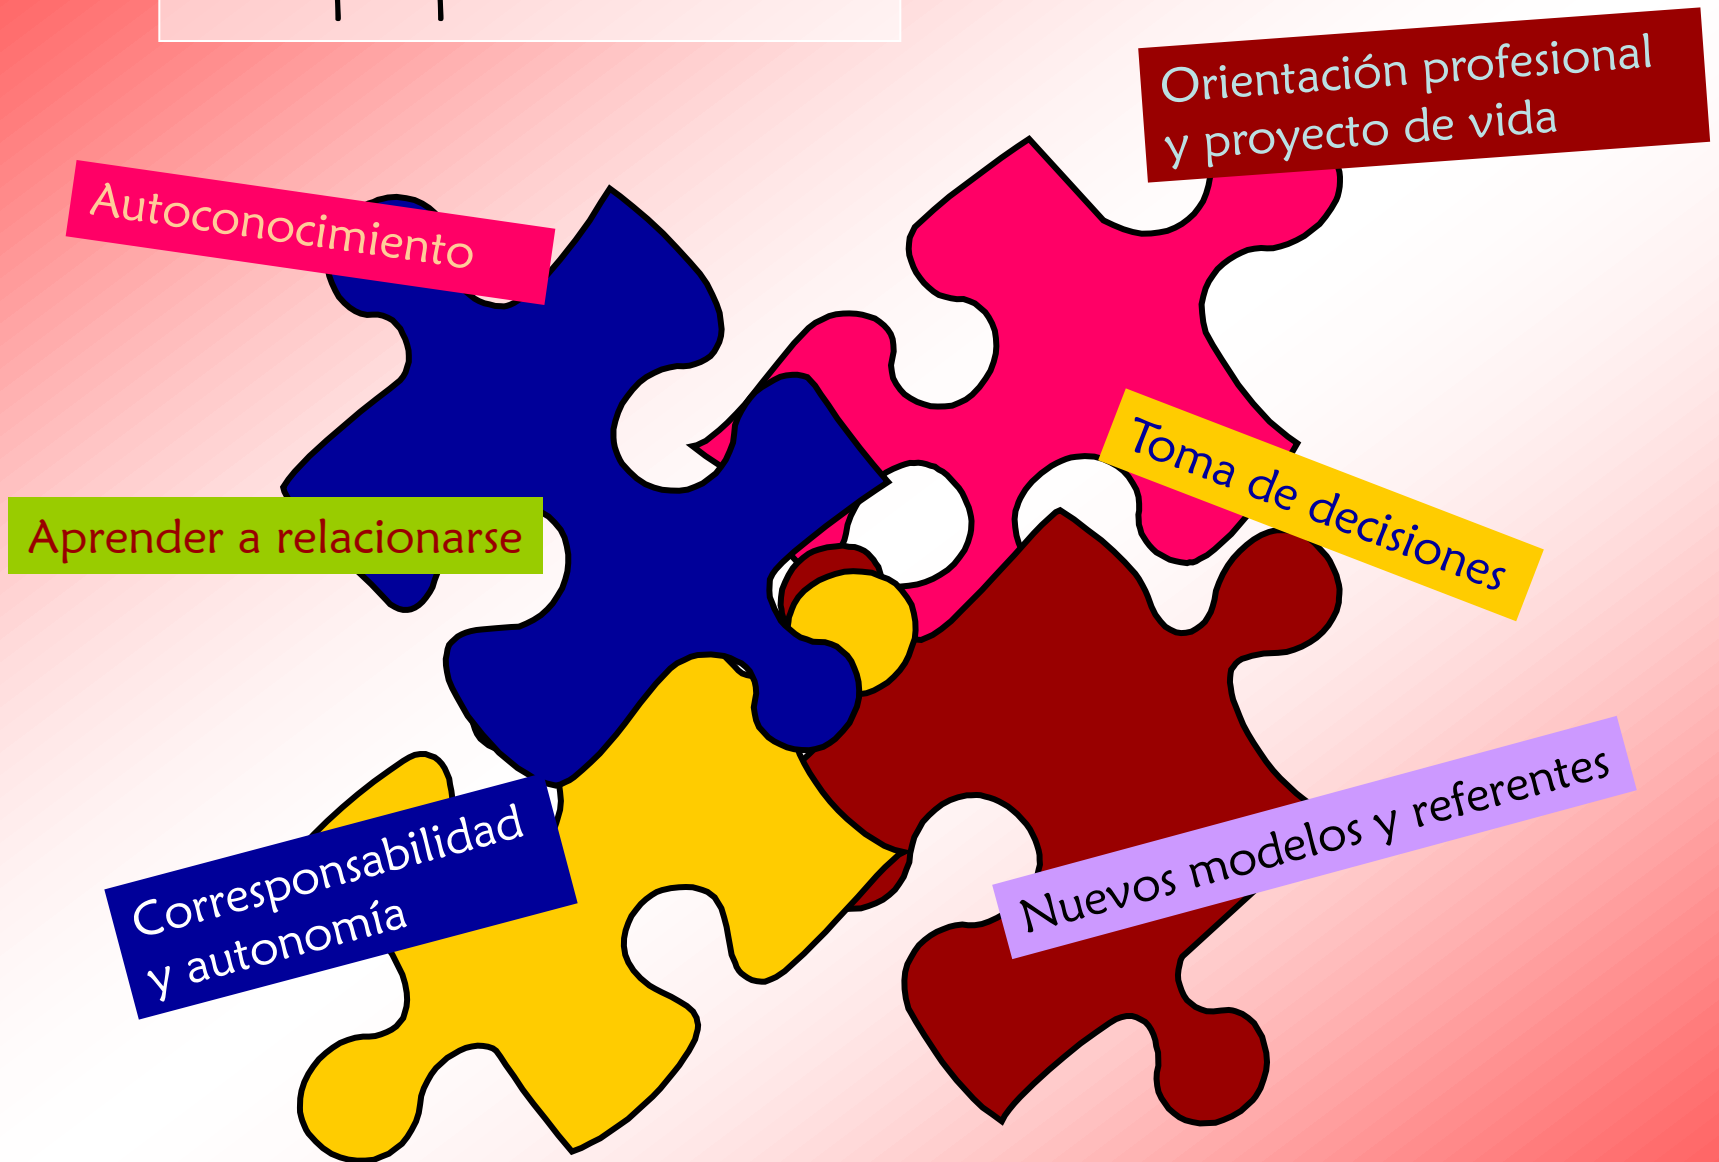 Orientación profesional
y proyecto de vida
Autoconocimiento
Toma de decisiones
Aprender a relacionarse
Nuevos modelos y referentes
Corresponsabilidad
y autonomía